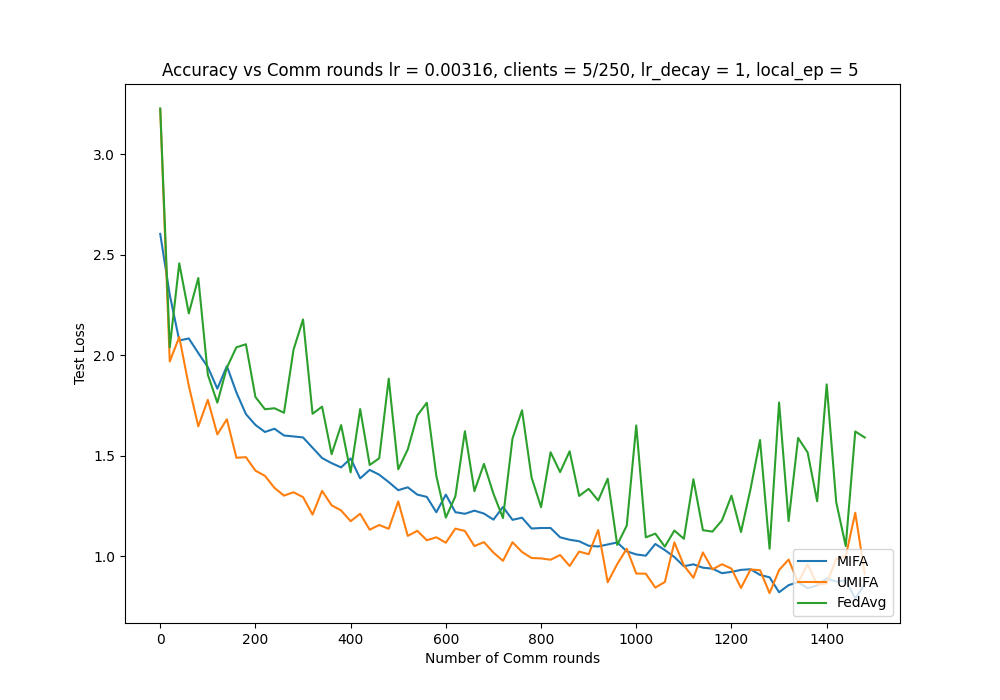 Accuracy vs Comm rounds lr = 0.00316, clients = 5/250, lr_decay = 1, local_ep = 5
3.0
2.5
2.0
1.5
1.0
Test Loss
0 200 400 600 800 1000 1200 1400
Number of Comm rounds
MIFA
UMIFA
FedAvg